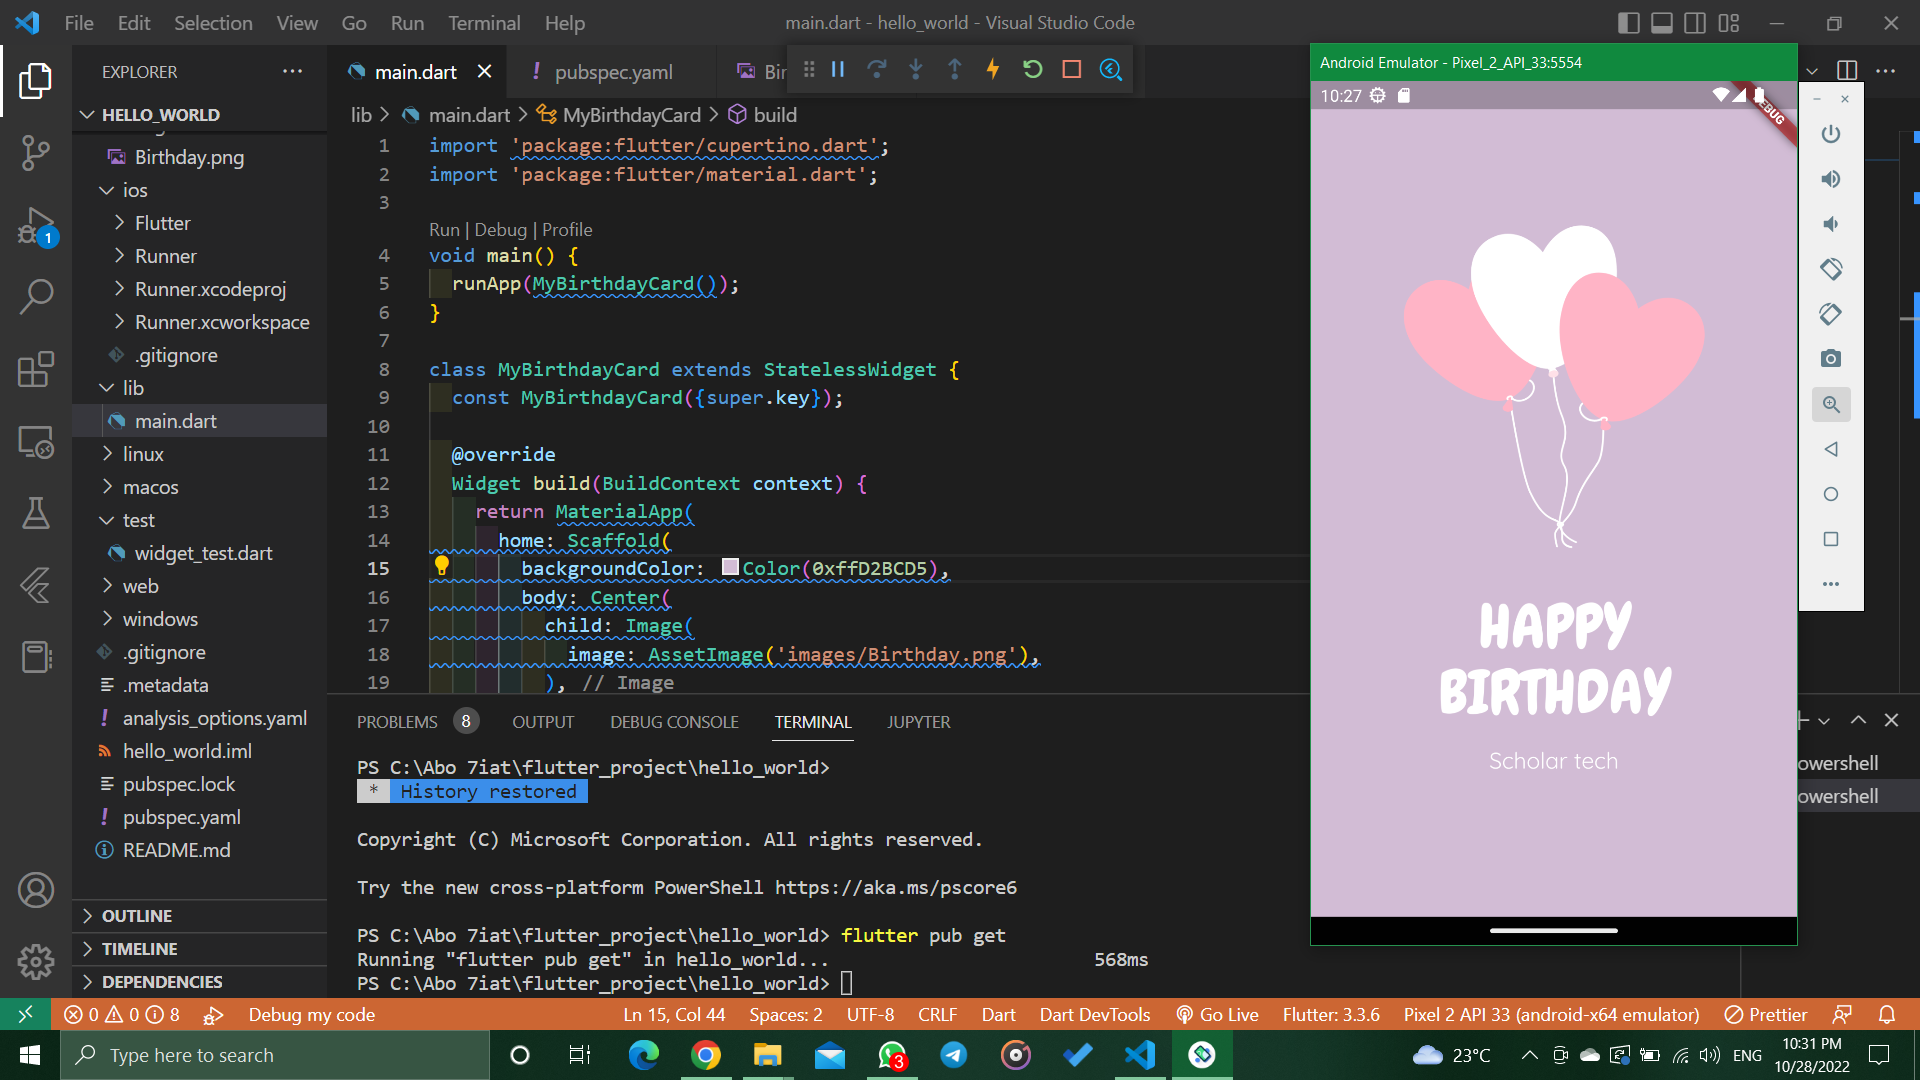 File Edit Selection View Go Run Terminal Help
main.dart - hello_world - Visual Studio Code
EXPLORER
HELLO_WORLD
Birthday.png
ios
Flutter
Runner
Runner.xcodeproj
Runner.xcworkspace
.gitignore
lib
main.dart
linux
macos
test
widget_test.dart
web
windows
.gitignore
.metadata
analysis_options.yaml
hello_world.iml
pubspec.lock
pubspec.yaml
README.md
OUTLINE
TIMELINE
DEPENDENCIES
1
main.dart
pubspec.yaml
lib > main.dart > MyBirthdayCard > build
1 import 'package:flutter/cupertino.dart';
2 import 'package:flutter/material.dart';
3
Run | Debug | Profile
4 void main() {
5 runApp(MyBirthdayCard());
6 }
7
8 class MyBirthdayCard extends StatelessWidget {
9 const MyBirthdayCard({super.key});
10
11 @override
12 Widget build(BuildContext context) {
13 return MaterialApp(
14 home: Scaffold(
15 backgroundColor: Color(0xffD2BCD5),
16 body: Center(
17 child: Image(
18 image: AssetImage('images/Birthday.png'),
19 ), // Image
PROBLEMS 8 OUTPUT DEBUG CONSOLE TERMINAL JUPYTER
PS C:\Abo 7iat\flutter_project\hello_world>
* History restored
Copyright (C) Microsoft Corporation. All rights reserved.
Try the new cross-platform PowerShell https://aka.ms/pscore6
PS C:\Abo 7iat\flutter_project\hello_world> flutter pub get
Running "flutter pub get" in hello_world... 568ms
PS C:\Abo 7iat\flutter_project\hello_world>
Android Emulator - Pixel_2_API_33:5554
10:27
HAPPY
BIRTHDAY
Scholar tech
0 0 8 Debug my code Ln 15, Col 44 Spaces: 2 UTF-8 CRLF Dart Dart DevTools Go Live Flutter: 3.3.6 Pixel 2 API 33 (android-x64 emulator) Prettier
Type here to search
3
23°C
ENG
10:31 PM
10/28/2022